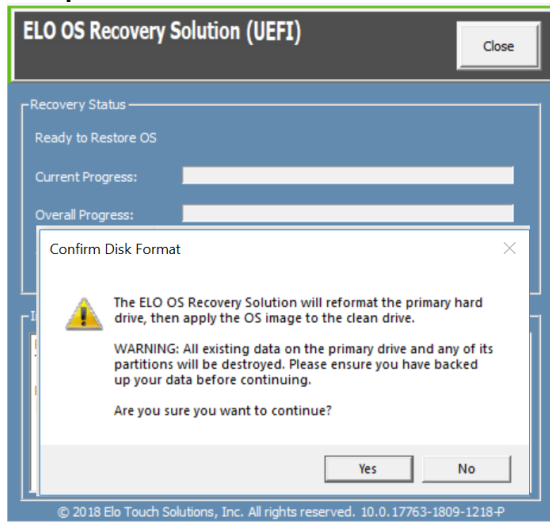 ELO OS Recovery Solution (UEFI)
Close
Recovery Status
Ready to Restore OS
Current Progress:
Overall Progress:
Confirm Disk Format
The ELO OS Recovery Solution will reformat the primary hard
drive, then apply the OS image to the clean drive.
WARNING: All existing data on the primary drive and any of its
partitions will be destroyed. Please ensure you have backed
up your data before continuing.
Are you sure you want to continue?
Yes
No
© 2018 Elo Touch Solutions, Inc. All rights reserved. 10.0.17763-1809-1218-P